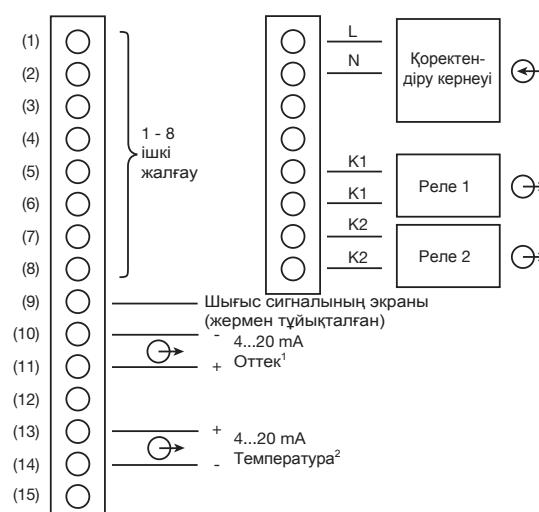 (1)
(2)
(3)
(4)
(5)
(6)
(7)
(8)
(9)
(10)
(11)
(12)
(13)
(14)
(15)
1 - 8
ішкі
жалғау
Шығыс сигналының экраны
(жермен тұйықталған)
-
4...20 mA
Оттек¹
+
+
4...20 mA
Температура²
-
L
N
Қоректен-
діру кернеуі
K1
K1
Реле 1
K2
K2
Реле 2